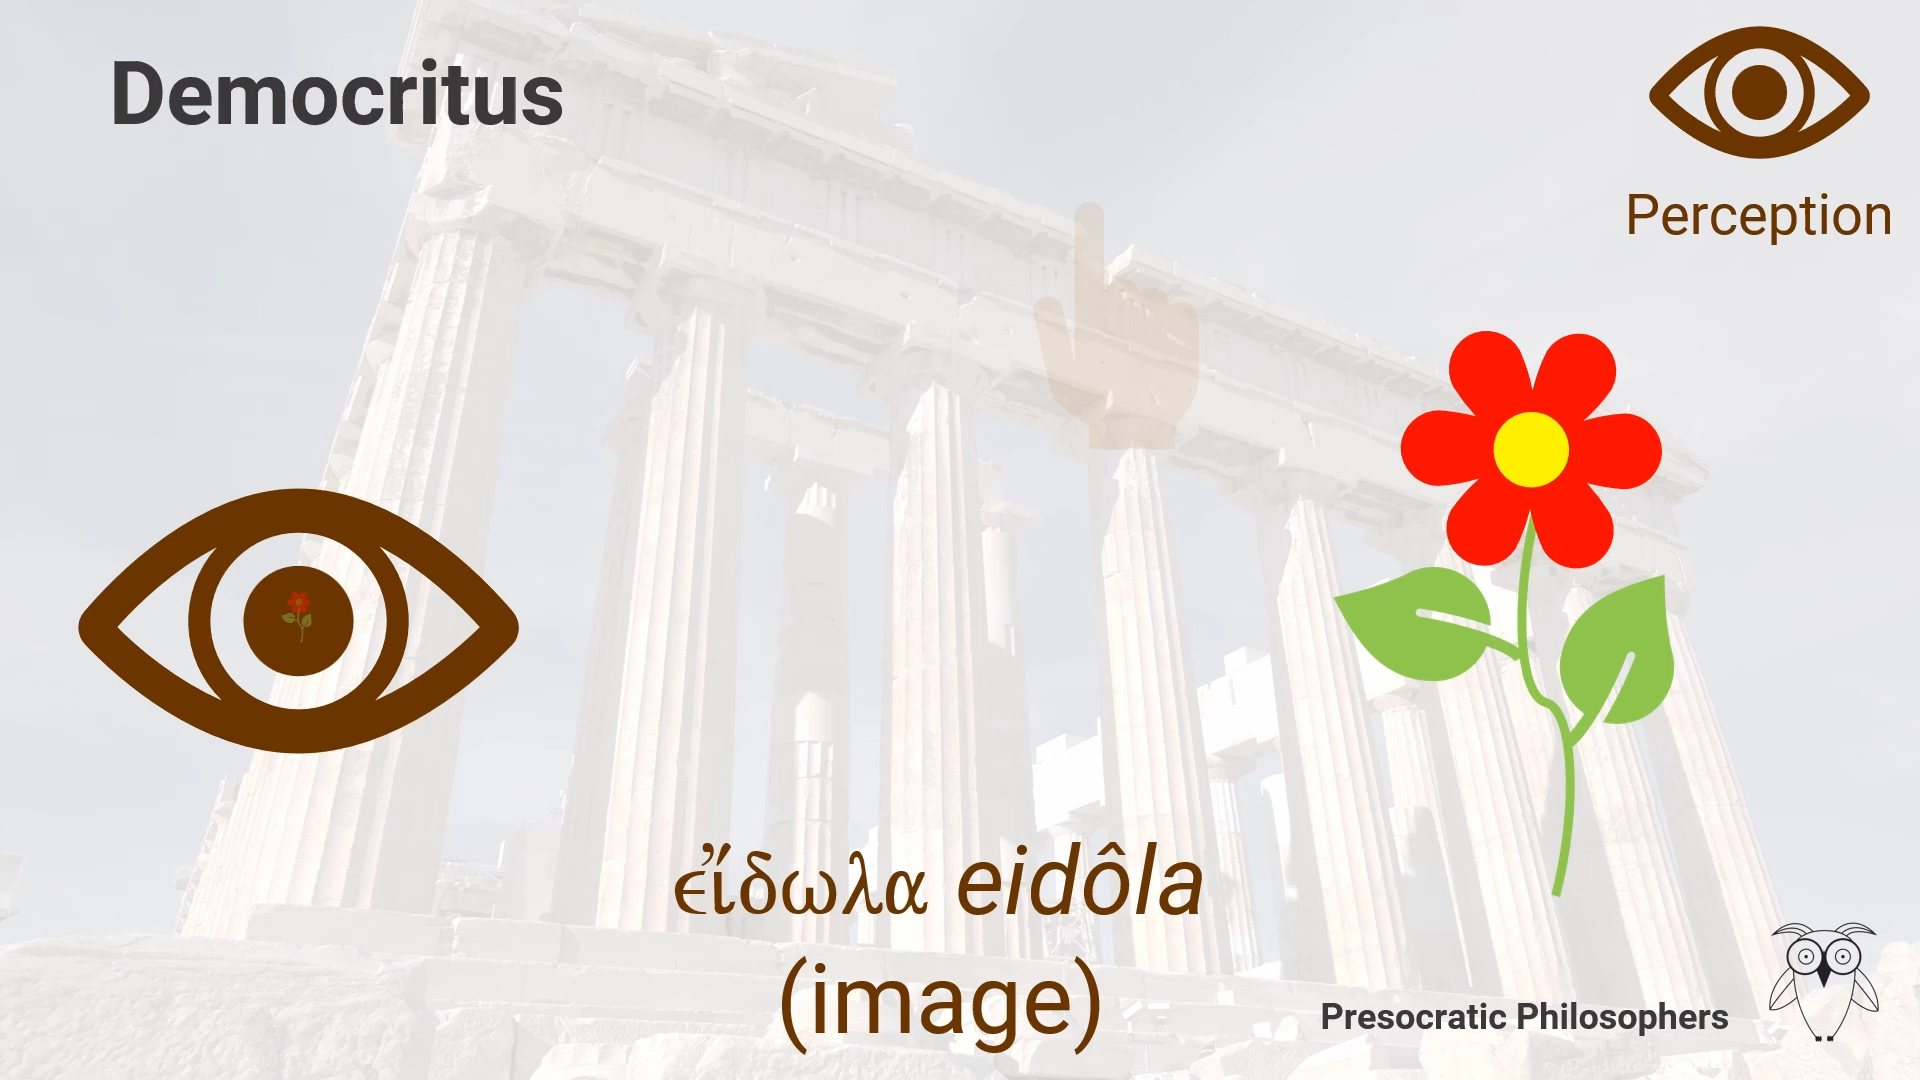 Democritus
Perception
εἴδωλα eidôla
(image)
Presocratic Philosophers